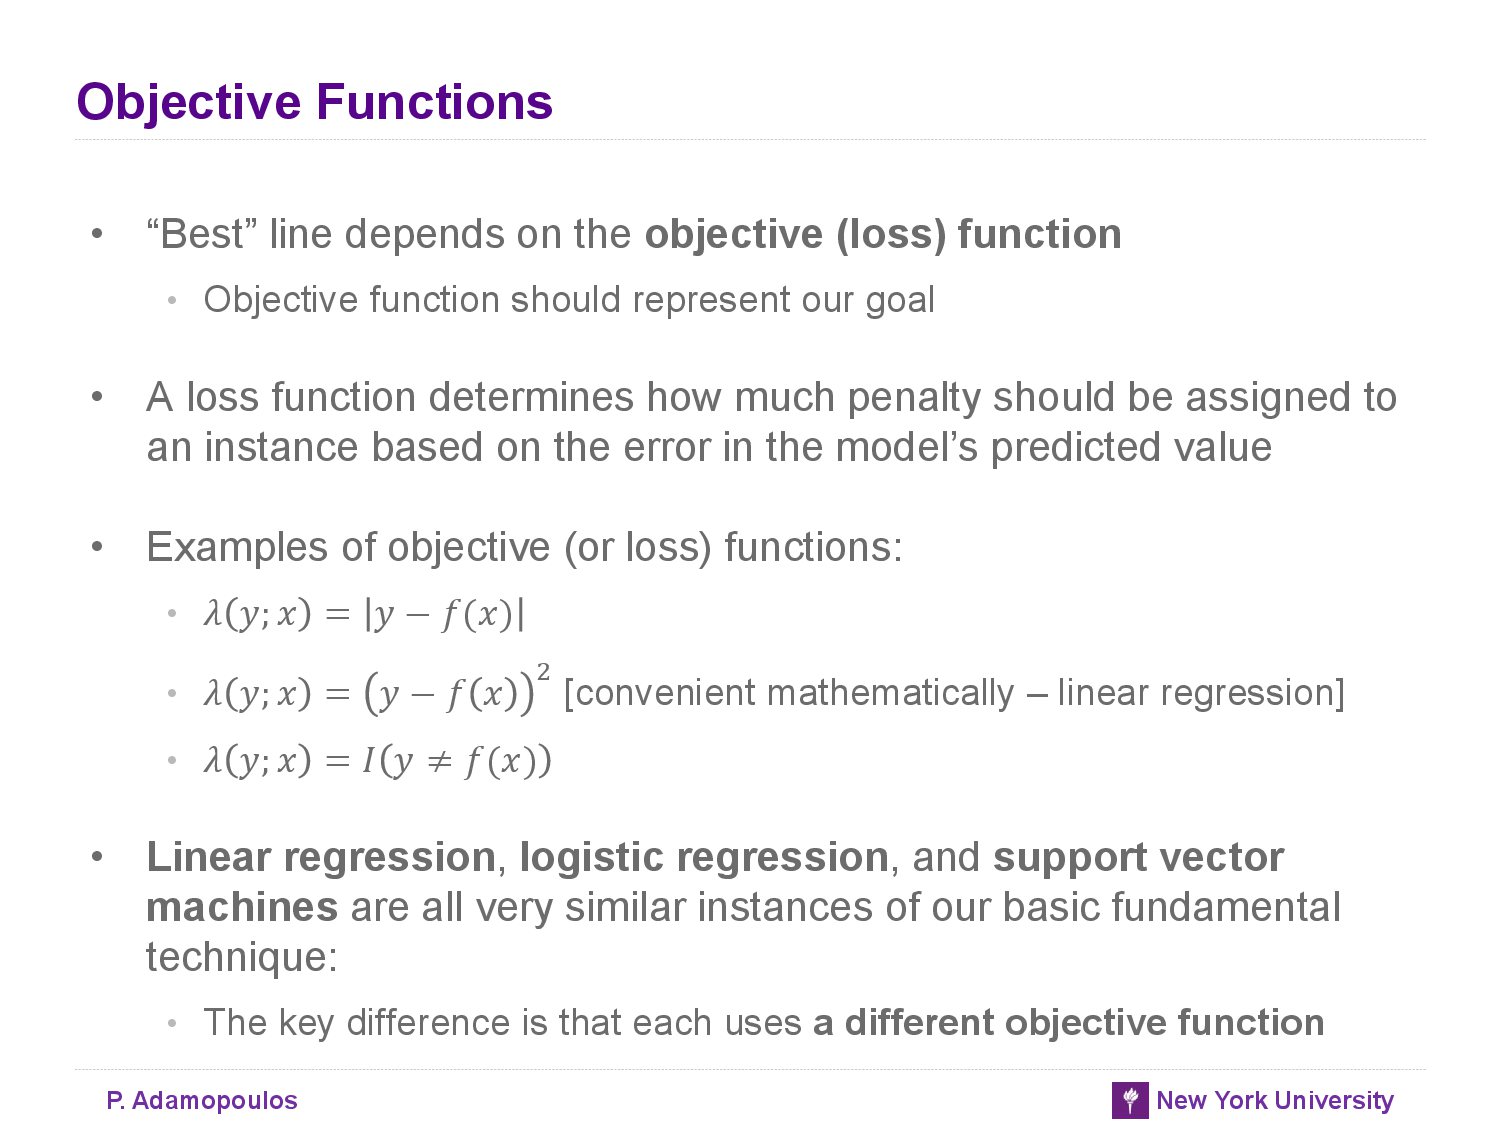 Objective Functions
• “Best” line depends on the objective (loss) function
• Objective function should represent our goal
• A loss function determines how much penalty should be assigned to
an instance based on the error in the model’s predicted value
• Examples of objective (or loss) functions:
• 𝜆(𝑦; 𝑥) = |𝑦 − 𝑓(𝑥)|
• 𝜆(𝑦; 𝑥) = (𝑦 − 𝑓(𝑥))² [convenient mathematically – linear regression]
• 𝜆(𝑦; 𝑥) = 𝐼(𝑦 ≠ 𝑓(𝑥))
• Linear regression, logistic regression, and support vector
machines are all very similar instances of our basic fundamental
technique:
• The key difference is that each uses a different objective function
P. Adamopoulos
New York University